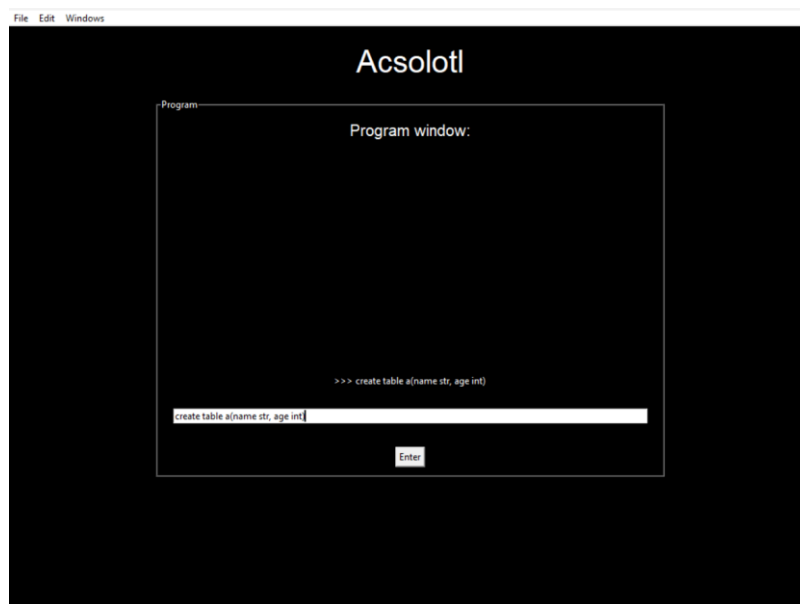 File Edit Windows
Acsolotl
Program
Program window:
>>> create table a(name str, age int)
create table a(name str, age int)
Enter